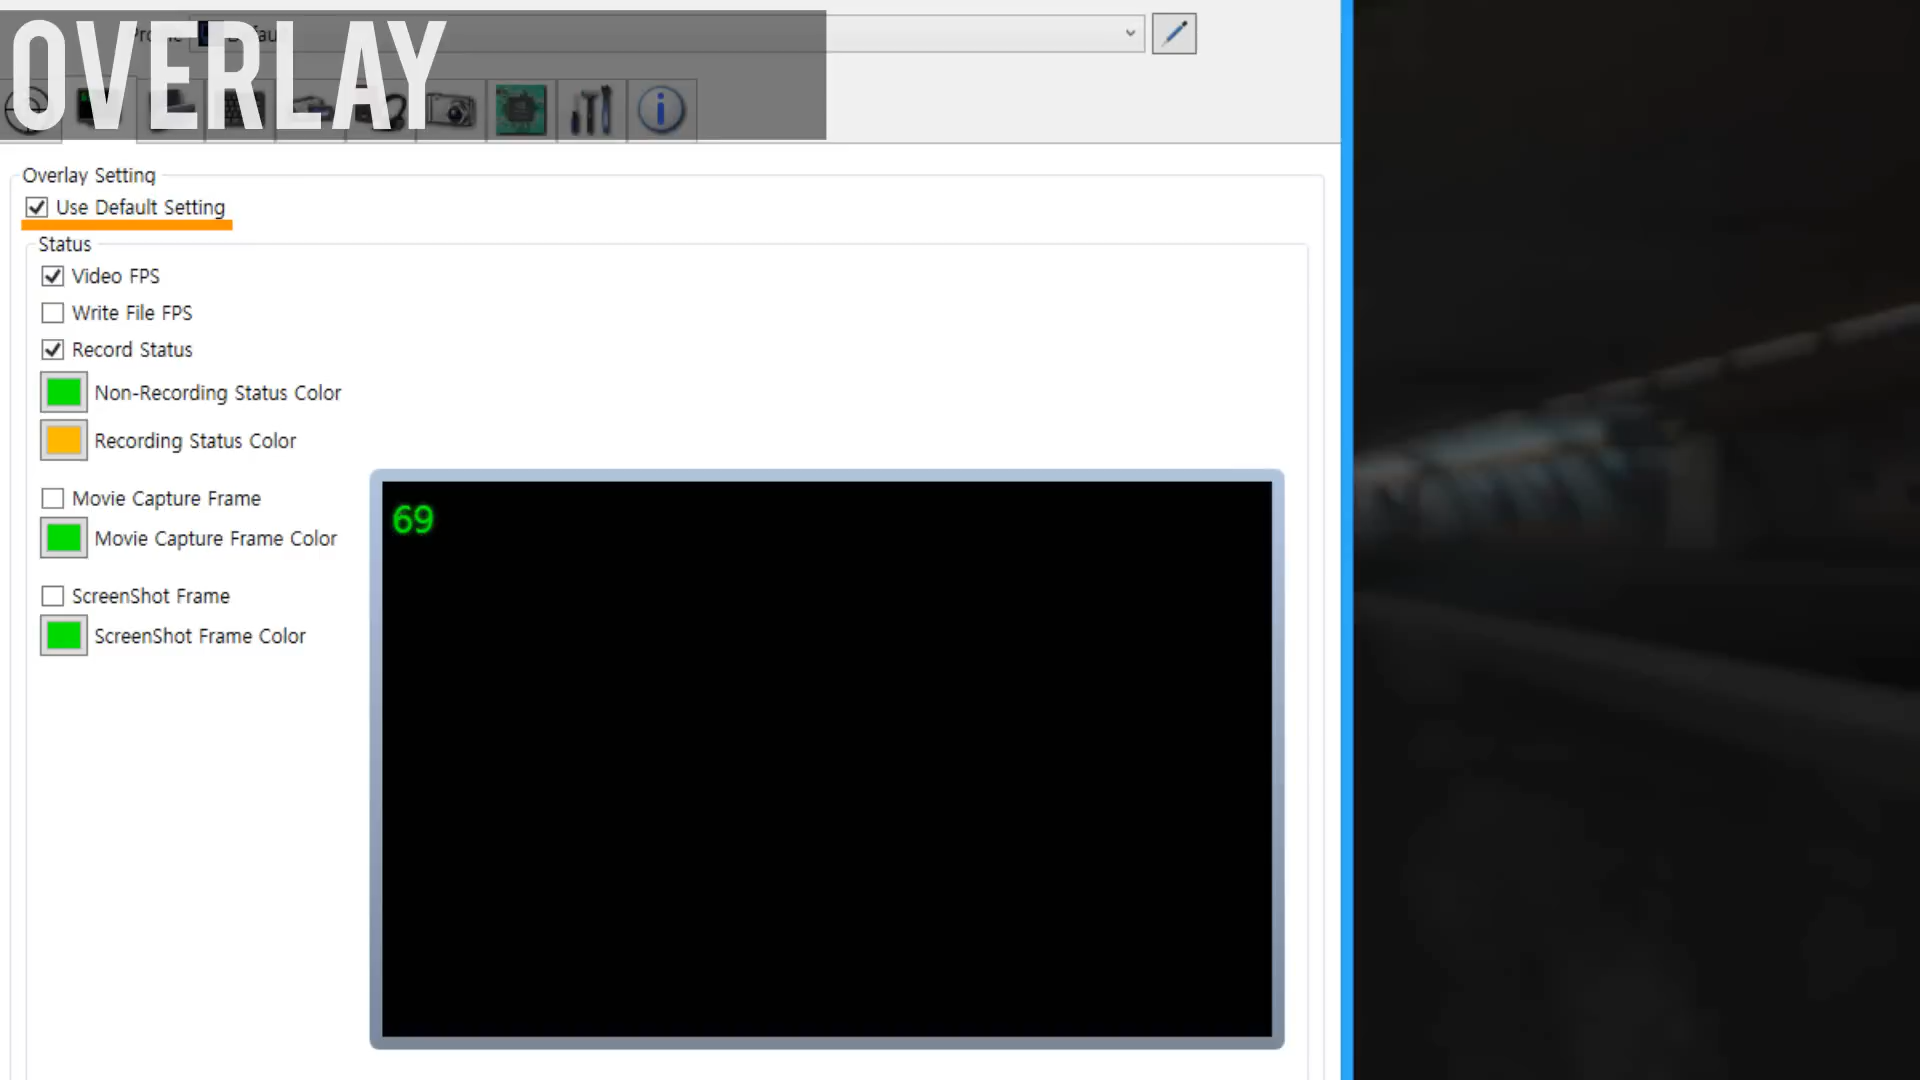 OVERLAY
Overlay Setting
Use Default Setting
Status
Video FPS
Write File FPS
Record Status
Non-Recording Status Color
Recording Status Color
Movie Capture Frame
Movie Capture Frame Color
ScreenShot Frame
ScreenShot Frame Color
69